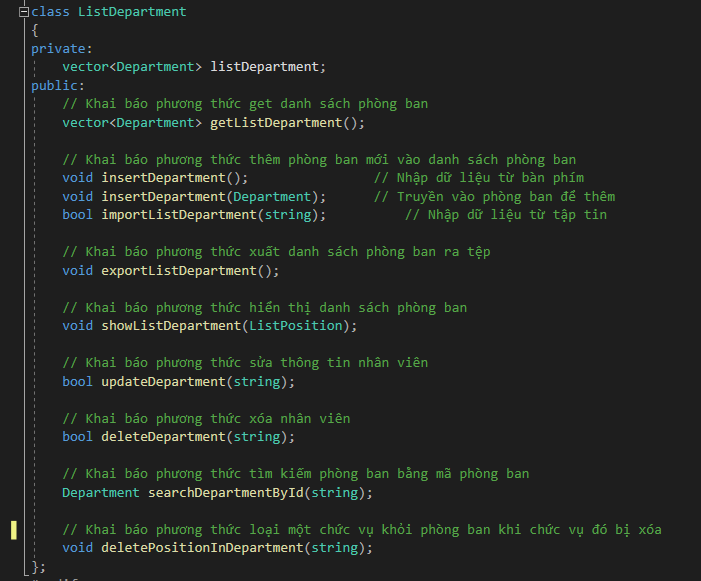 class ListDepartment
{
private:
    vector<Department> listDepartment;
public:
    // Khai báo phương thức get danh sách phòng ban
    vector<Department> getListDepartment();
    // Khai báo phương thức thêm phòng ban mới vào danh sách phòng ban
    void insertDepartment();                // Nhập dữ liệu từ bàn phím
    void insertDepartment(Department);      // Truyền vào phòng ban để thêm
    bool importListDepartment(string);          // Nhập dữ liệu từ tập tin
    // Khai báo phương thức xuất danh sách phòng ban ra tệp
    void exportListDepartment();
    // Khai báo phương thức hiển thị danh sách phòng ban
    void showListDepartment(ListPosition);
    // Khai báo phương thức sửa thông tin nhân viên
    bool updateDepartment(string);
    // Khai báo phương thức xóa nhân viên
    bool deleteDepartment(string);
    // Khai báo phương thức tìm kiếm phòng ban bằng mã phòng ban
    Department searchDepartmentById(string);
    // Khai báo phương thức loại một chức vụ khỏi phòng ban khi chức vụ đó bị xóa
    void deletePositionInDepartment(string);
};